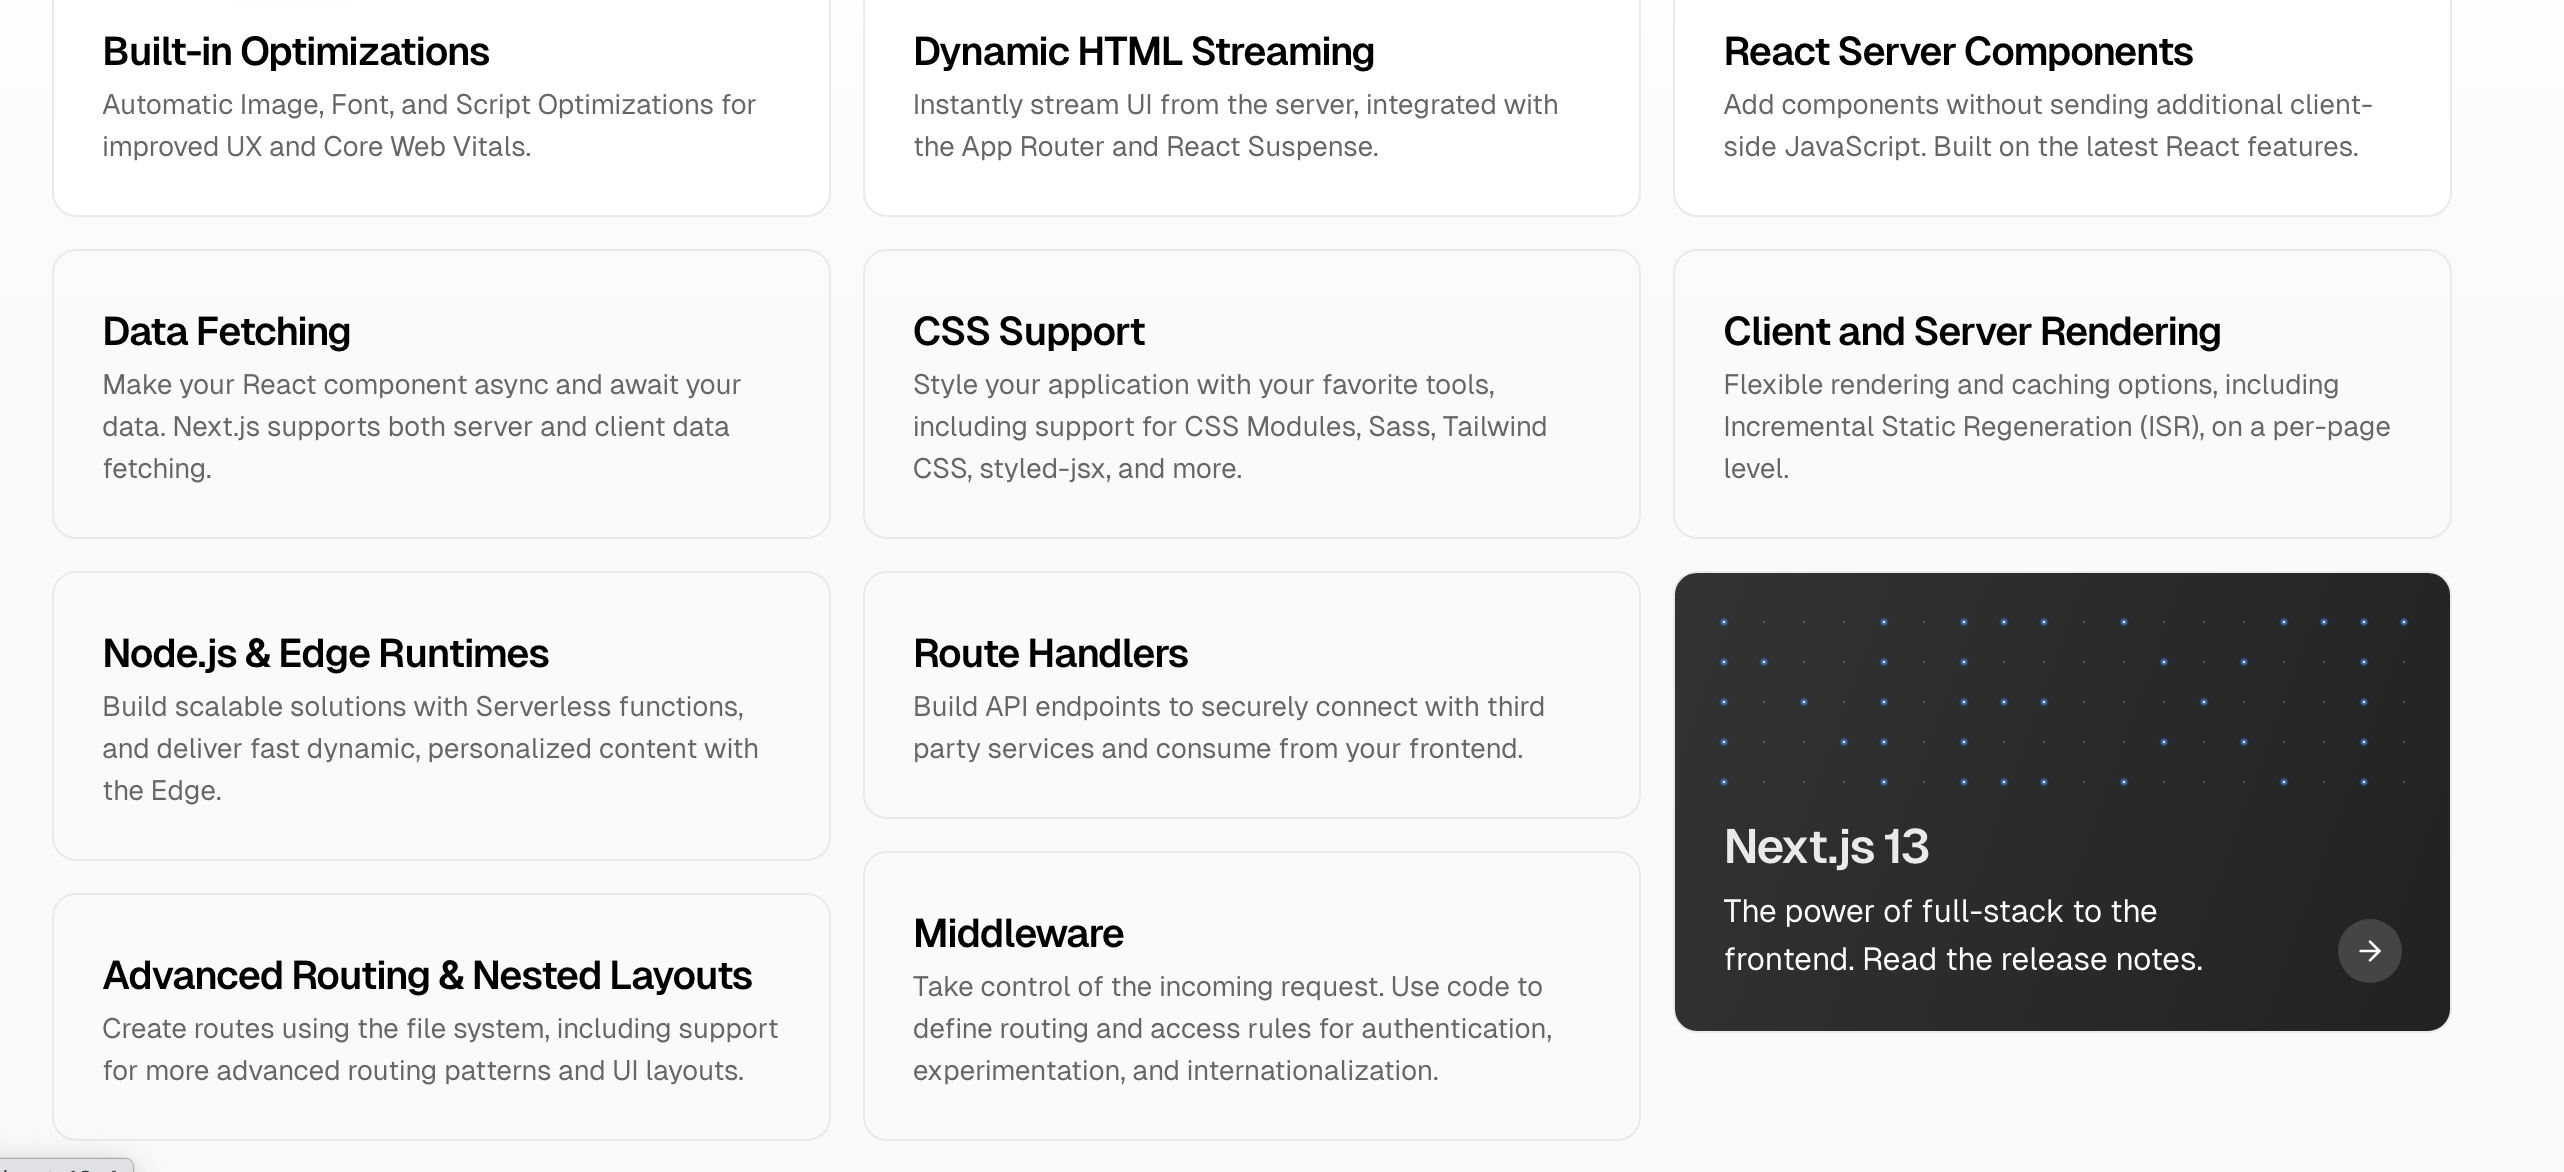 Built-in Optimizations
Automatic Image, Font, and Script Optimizations for
improved UX and Core Web Vitals.
Dynamic HTML Streaming
Instantly stream UI from the server, integrated with
the App Router and React Suspense.
React Server Components
Add components without sending additional client-
side JavaScript. Built on the latest React features.
Data Fetching
Make your React component async and await your
data. Next.js supports both server and client data
fetching.
CSS Support
Style your application with your favorite tools,
including support for CSS Modules, Sass, Tailwind
CSS, styled-jsx, and more.
Client and Server Rendering
Flexible rendering and caching options, including
Incremental Static Regeneration (ISR), on a per-page
level.
Node.js & Edge Runtimes
Build scalable solutions with Serverless functions,
and deliver fast dynamic, personalized content with
the Edge.
Route Handlers
Build API endpoints to securely connect with third
party services and consume from your frontend.
NEXT
Next.js 13
The power of full-stack to the
frontend. Read the release notes.
Advanced Routing & Nested Layouts
Create routes using the file system, including support
for more advanced routing patterns and UI layouts.
Middleware
Take control of the incoming request. Use code to
define routing and access rules for authentication,
experimentation, and internationalization.